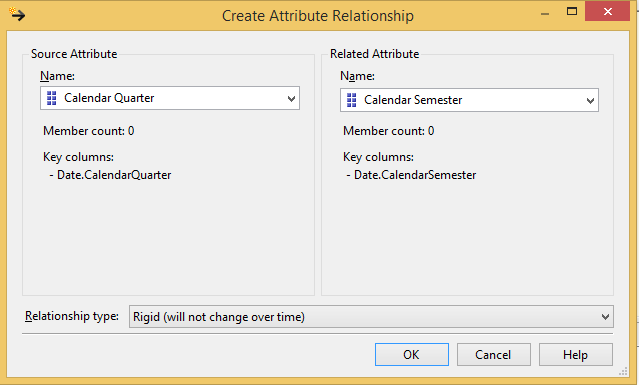 Create Attribute Relationship
Source Attribute
Name:
Calendar Quarter
Member count: 0
Key columns:
- Date.CalendarQuarter
Related Attribute
Name:
Calendar Semester
Member count: 0
Key columns:
- Date.CalendarSemester
Relationship type: Rigid (will not change over time)
OK Cancel Help